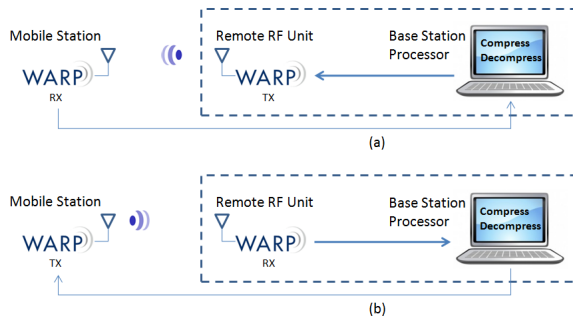 Mobile Station
Remote RF Unit
Base Station
Processor
Compress
Decompress
WARP
RX
WARP
TX
(a)
Mobile Station
Remote RF Unit
Base Station
Processor
Compress
Decompress
WARP
TX
WARP
RX
(b)